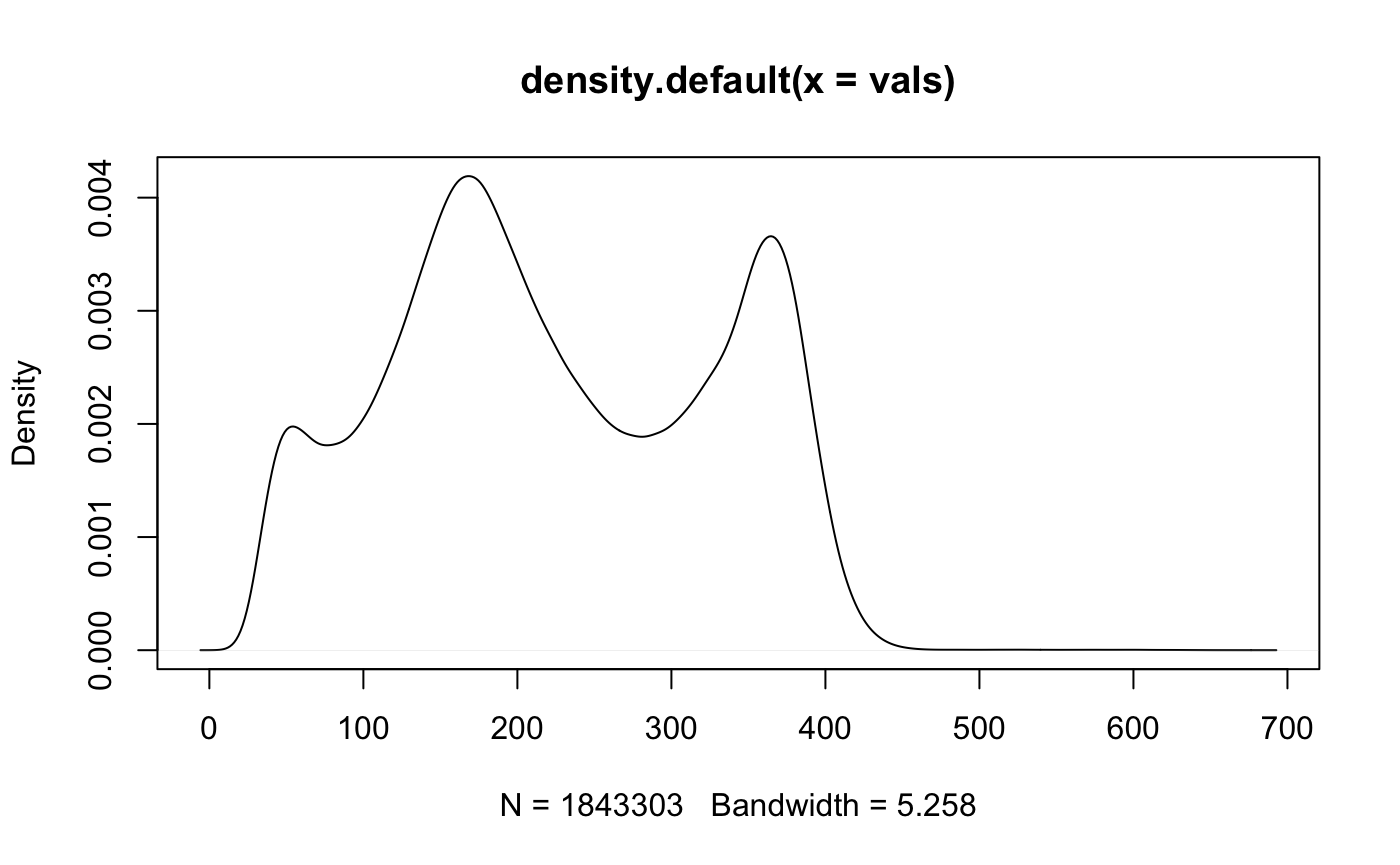 density.default(x = vals)
Density
0.004
0.003
0.002
0.001
0.000
0 100 200 300 400 500 600 700
N = 1843303 Bandwidth = 5.258